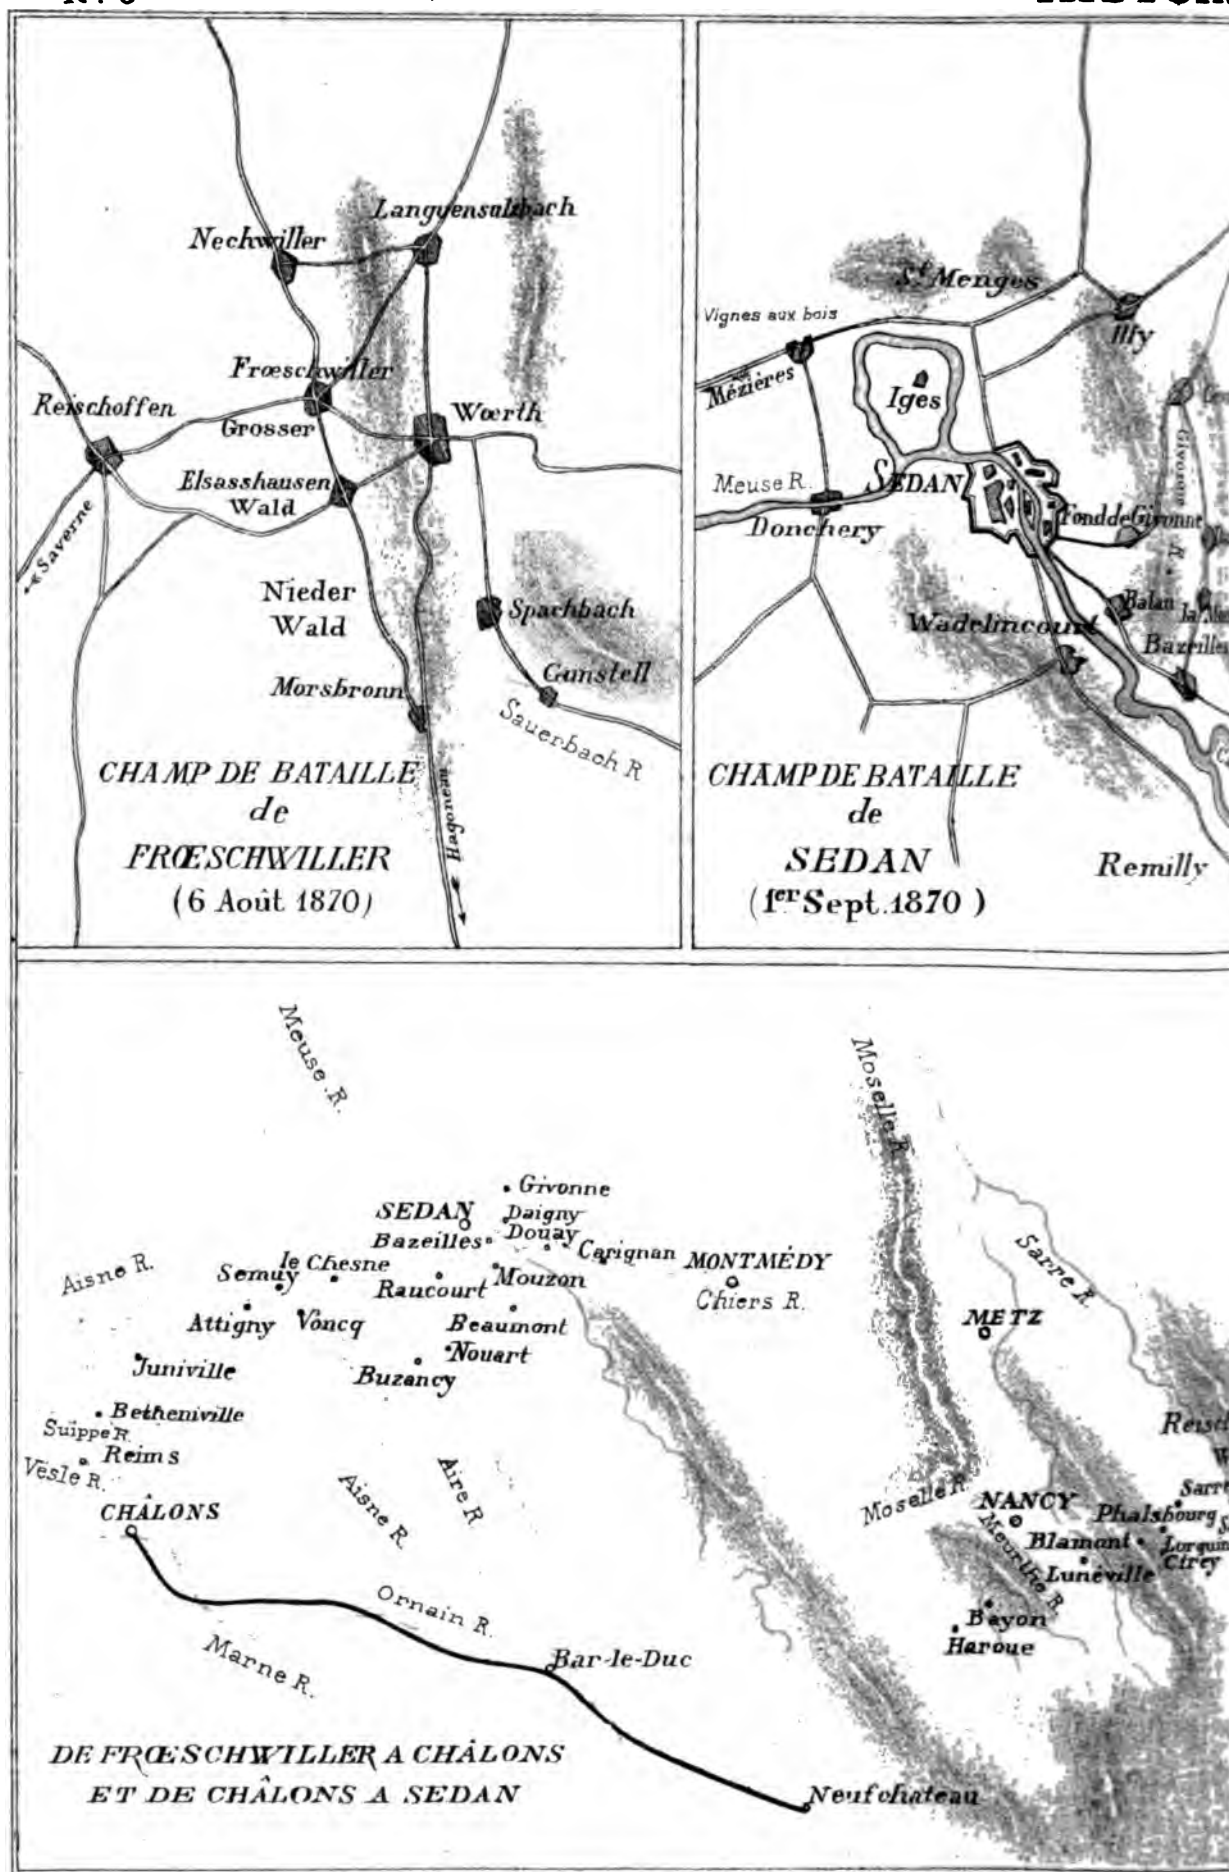 Languensulzbach
Nechwiller
Frœschwiller
Reischoffen
Grosser
Wœrth
Elsasshausen
Wald
Saverne
Nieder
Wald
Spachbach
Morsbronn
Gunstell
Sauerbach R
Haguenau
CHAMP DE BATAILLE
de
FRŒSCHWILLER
(6 Août 1870)
St Menges
Vignes aux bois
Illy
Mézières
Iges
Meuse R.
SEDAN
Donchery
Fond de Givonne
Givonne R.
Balan
Wadelincourt
Bazeilles
CHAMP DE BATAILLE
de
SEDAN
(1er Sept. 1870)
Remilly
Meuse R.
Moselle R.
Givonne
SEDAN
Daigny
Douay
Bazeilles
Carignan
MONTMÉDY
Sarre R.
Aisne R.
le Chesne
Semuy
Raucourt
Mouzon
Chiers R.
Attigny
Voncq
Beaumont
METZ
Nouart
Juniville
Buzancy
Betheniville
Suippe R.
Reims
Vesle R.
Aisne R.
Aire R.
Moselle R.
CHÂLONS
NANCY
Phalsbourg
Blamont
Meurthe R.
Lunéville
Cirey
Ornain R.
Bayon
Haroue
Marne R.
Bar-le-Duc
DE FRŒSCHWILLER A CHÂLONS
ET DE CHÂLONS A SEDAN
Neufchateau